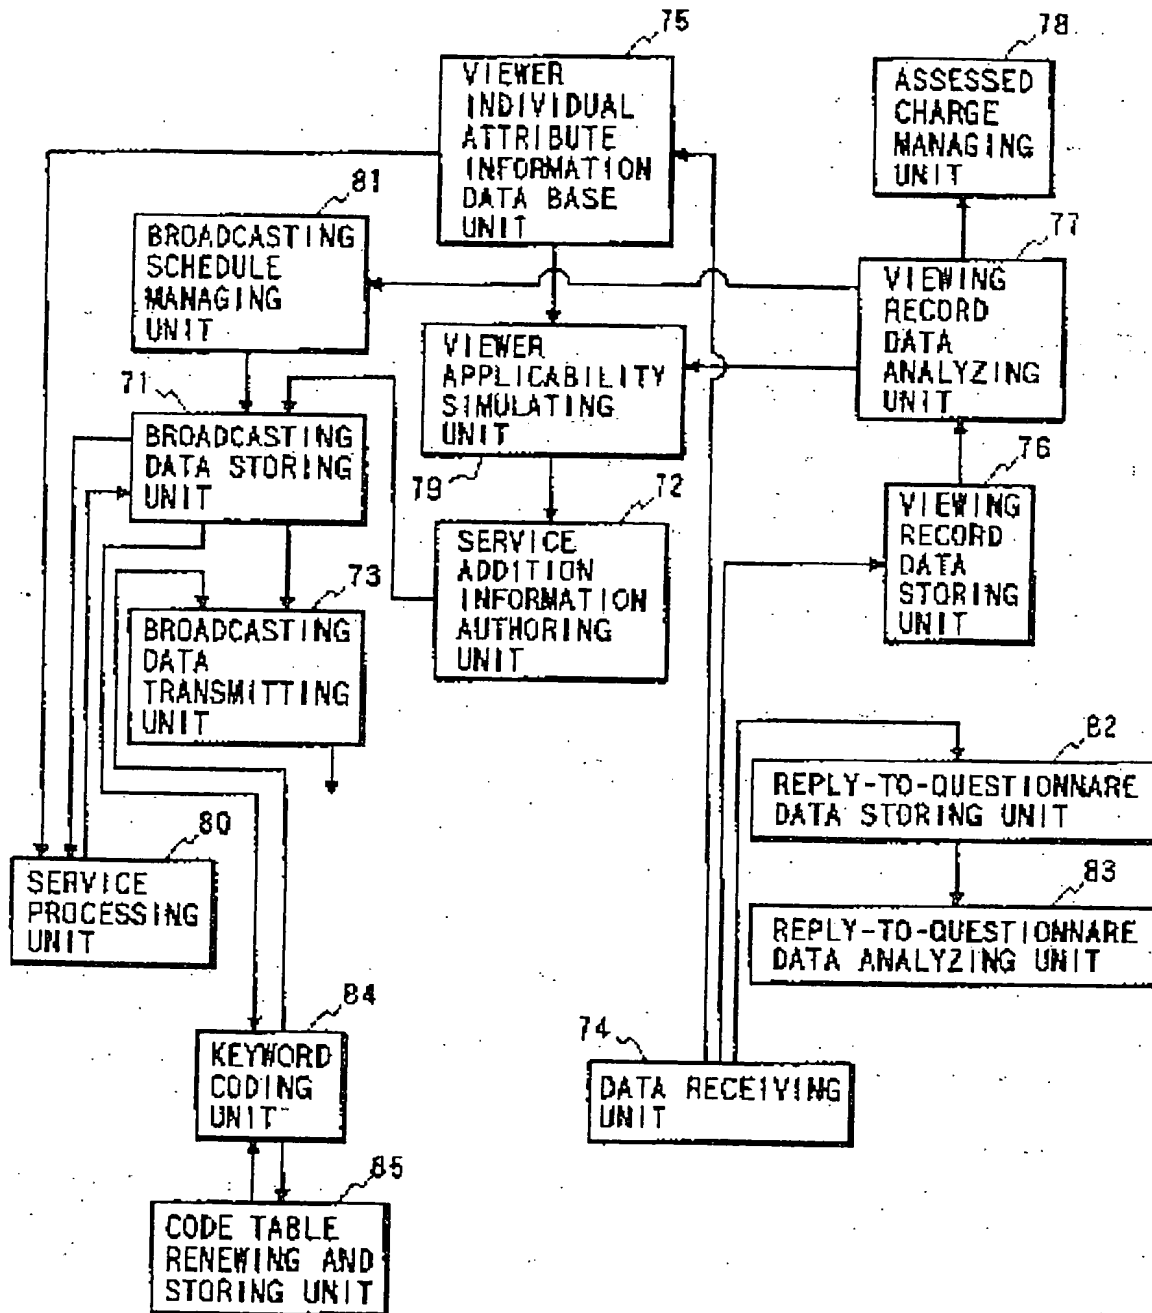 75
VIEWER
INDIVIDUAL
ATTRIBUTE
INFORMATION
DATA BASE
UNIT
78
ASSESSED
CHARGE
MANAGING
UNIT
81
BROADCASTING
SCHEDULE
MANAGING
UNIT
77
VIEWING
RECORD
DATA
ANALYZING
UNIT
VIEWER
APPLICABILITY
SIMULATING
UNIT
79
71
BROADCASTING
DATA STORING
UNIT
76
VIEWING
RECORD
DATA
STORING
UNIT
72
SERVICE
ADDITION
INFORMATION
AUTHORING
UNIT
73
BROADCASTING
DATA
TRANSMITTING
UNIT
82
REPLY-TO-QUESTIONNARE
DATA STORING UNIT
80
SERVICE
PROCESSING
UNIT
83
REPLY-TO-QUESTIONNARE
DATA ANALYZING UNIT
84
KEYWORD
CODING
UNIT
74
DATA RECEIVING
UNIT
85
CODE TABLE
RENEWING AND
STORING UNIT